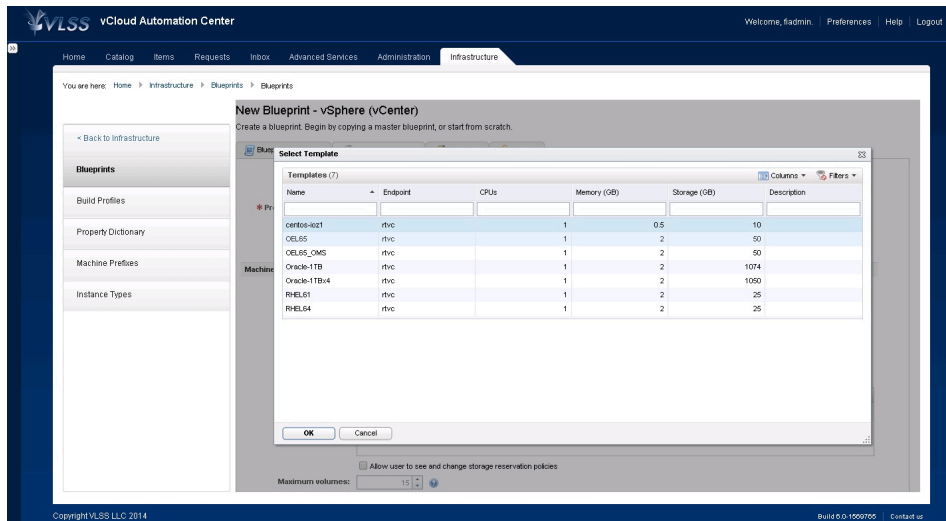 VLSS vCloud Automation Center
Welcome, fiadmin. Preferences Help Logout
Home Catalog Items Requests Inbox Advanced Services Administration Infrastructure
You are here: Home Infrastructure Blueprints Blueprints
New Blueprint - vSphere (vCenter)
Create a blueprint. Begin by copying a master blueprint, or start from scratch.
< Back to Infrastructure
Blueprints
Build Profiles
Property Dictionary
Machine Prefixes
Instance Types
Select Template
Templates (7) Columns Filters
Name Endpoint CPUs Memory (GB) Storage (GB) Description
centos-ioz1 rtvc 1 0.5 10
OEL65 rtvc 1 2 50
OEL65_OMS rtvc 1 2 50
Oracle-1TB rtvc 1 2 1074
Oracle-1TBx4 rtvc 1 2 1050
RHEL61 rtvc 1 2 25
RHEL64 rtvc 1 2 25
Machine
OK Cancel
Allow user to see and change storage reservation policies
Maximum volumes: 15
Copyright VLSS LLC 2014
Build 6.0-1569765 Contact us